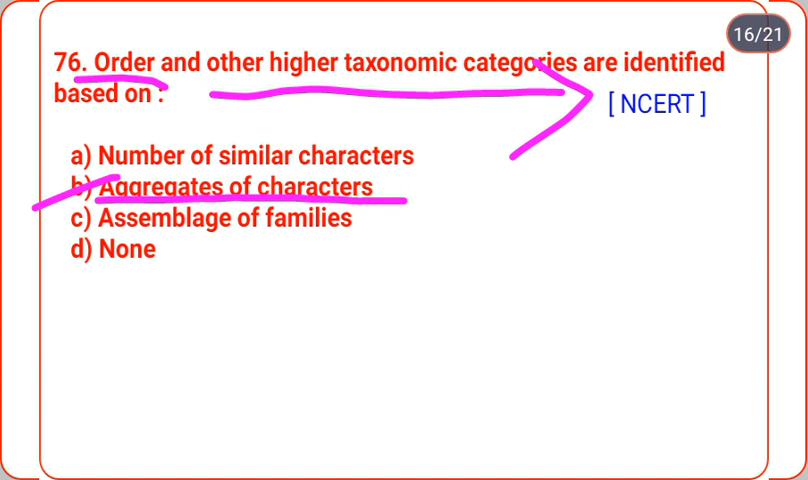 16/21
76. Order and other higher taxonomic categories are identified
based on :
[ NCERT ]
a) Number of similar characters
b) Aggregates of characters
c) Assemblage of families
d) None